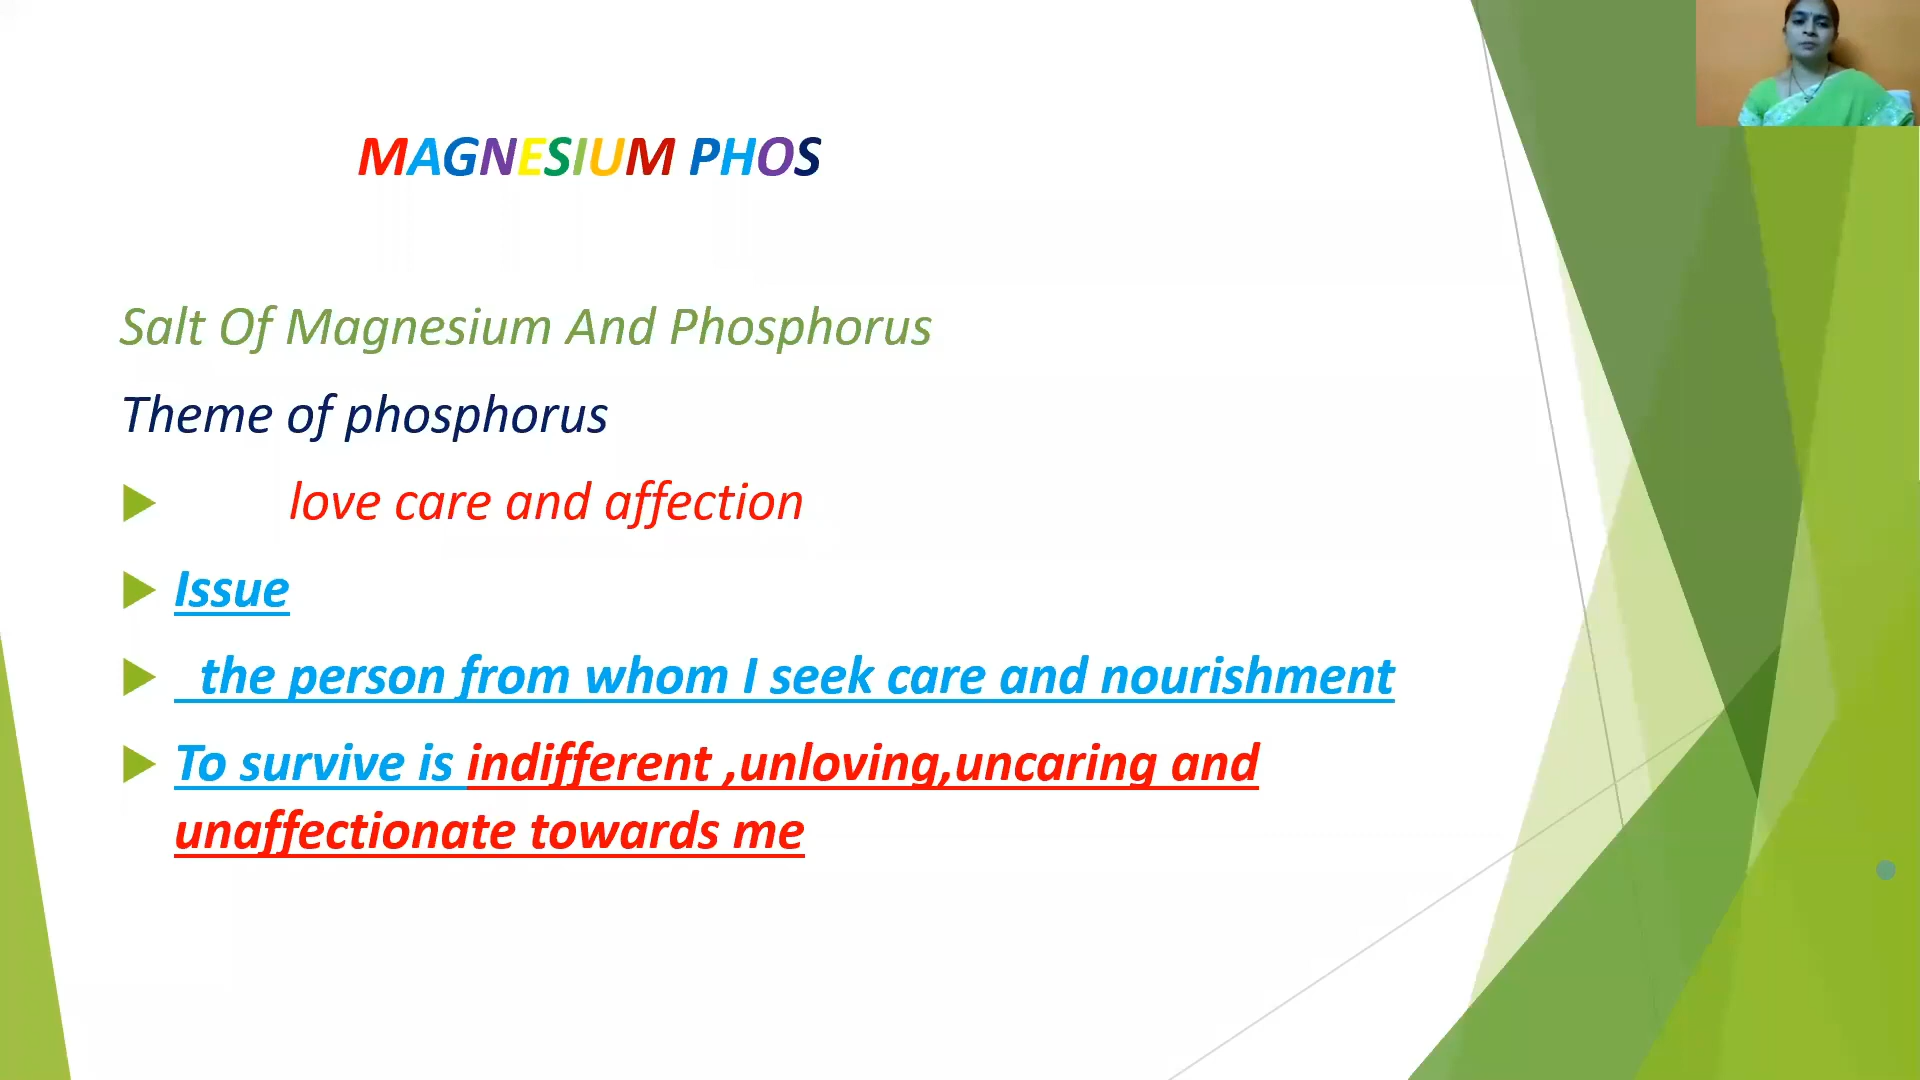 MAGNESIUM PHOS
Salt Of Magnesium And Phosphorus
Theme of phosphorus
love care and affection
Issue
the person from whom I seek care and nourishment
To survive is indifferent ,unloving,uncaring and
unaffectionate towards me